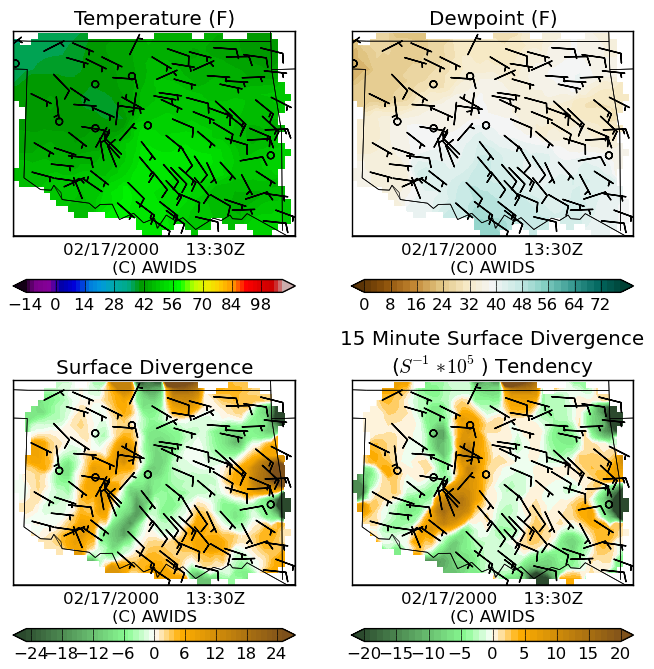 Temperature (F)
Dewpoint (F)
02/17/2000 13:30Z
(C) AWIDS
02/17/2000 13:30Z
(C) AWIDS
−14 0 14 28 42 56 70 84 98
0 8 16 24 32 40 48 56 64 72
Surface Divergence
15 Minute Surface Divergence
(S⁻¹ *10⁵ ) Tendency
02/17/2000 13:30Z
(C) AWIDS
02/17/2000 13:30Z
(C) AWIDS
−24 −18 −12 −6 0 6 12 18 24
−20 −15 −10 −5 0 5 10 15 20